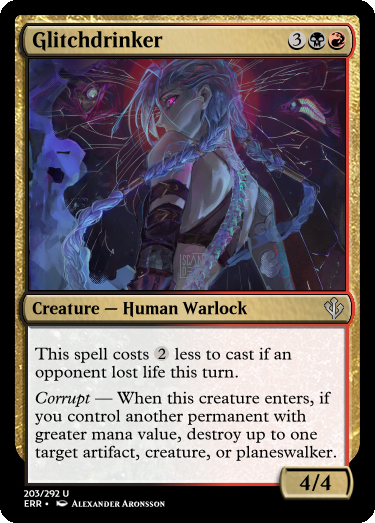 Glitchdrinker 3
Creature — Human Warlock
This spell costs 2 less to cast if an
opponent lost life this turn.
Corrupt — When this creature enters, if
you control another permanent with
greater mana value, destroy up to one
target artifact, creature, or planeswalker.
4/4
203/292 U
ERR • Alexander Aronsson